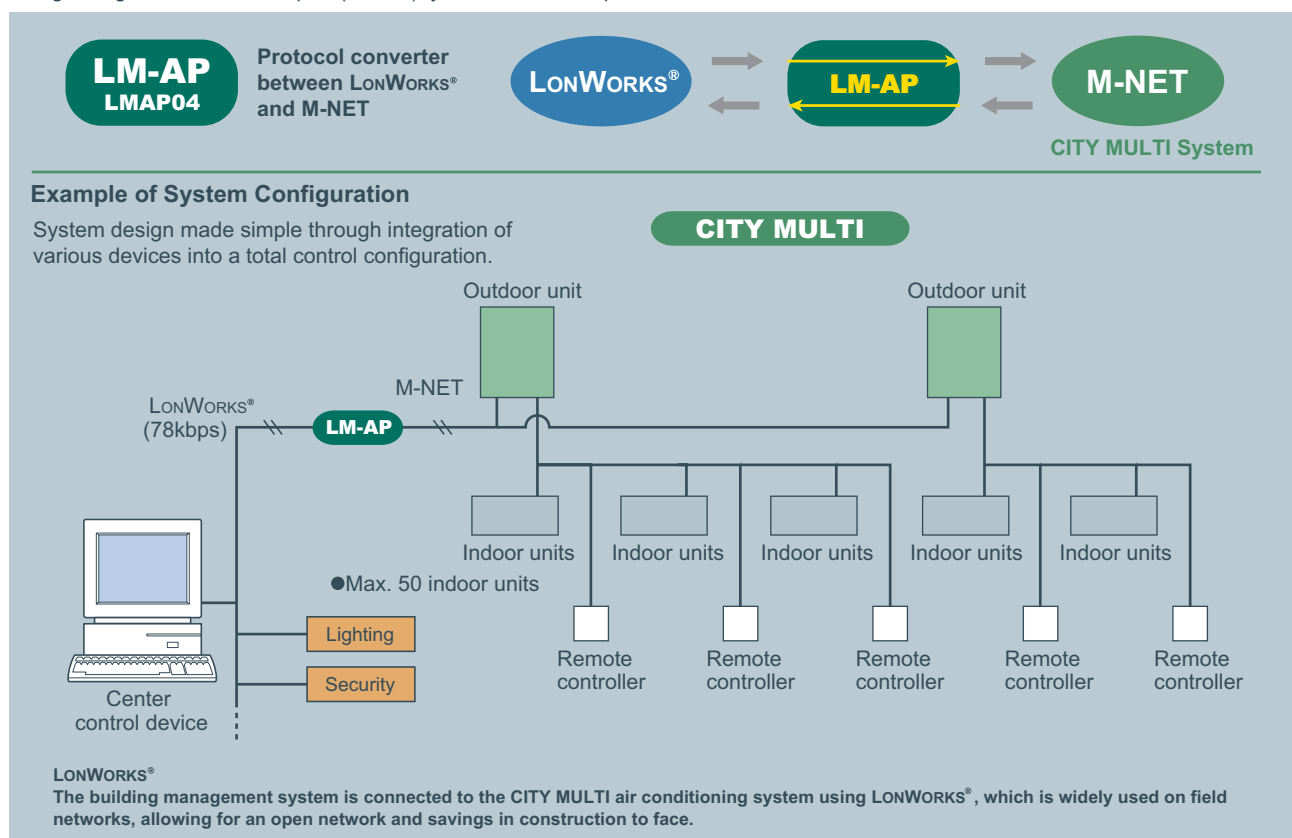 LM-AP
LMAP04
Protocol converter
between LONWORKS®
and M-NET
LONWORKS®
LM-AP
M-NET
CITY MULTI System
Example of System Configuration
System design made simple through integration of
various devices into a total control configuration.
CITY MULTI
Outdoor unit
Outdoor unit
M-NET
LONWORKS®
(78kbps)
LM-AP
Indoor units
Indoor units
Indoor units
Indoor units
Indoor units
●Max. 50 indoor units
Lighting
Security
Center
control device
Remote
controller
Remote
controller
Remote
controller
Remote
controller
Remote
controller
LONWORKS®
The building management system is connected to the CITY MULTI air conditioning system using LONWORKS®, which is widely used on field
networks, allowing for an open network and savings in construction to face.